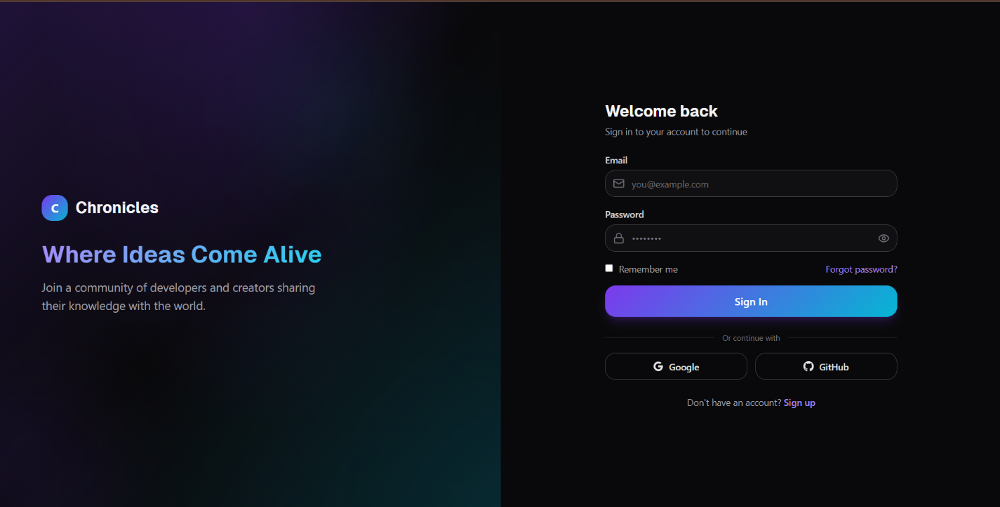 C Chronicles
Where Ideas Come Alive
Join a community of developers and creators sharing
their knowledge with the world.
Welcome back
Sign in to your account to continue
Email
you@example.com
Password
••••••••
Remember me
Forgot password?
Sign In
Or continue with
Google
GitHub
Don't have an account? Sign up